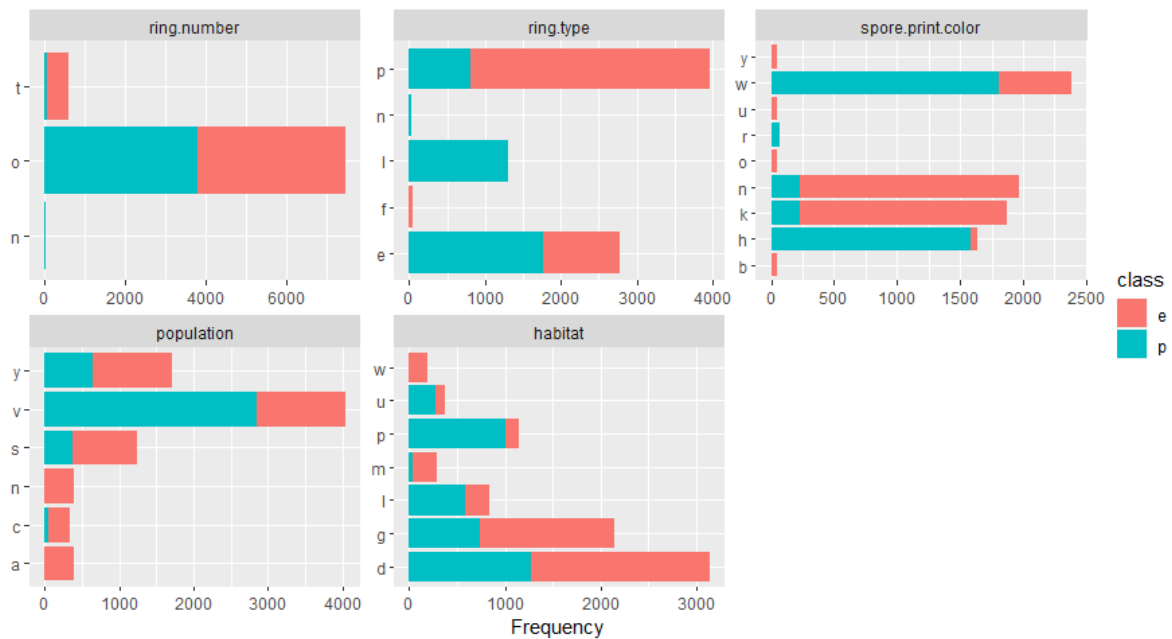 ring.number
t
o
n
0 2000 4000 6000
ring.type
p
n
l
f
e
0 1000 2000 3000 4000
spore.print.color
y
w
u
r
o
n
k
h
b
0 500 1000 1500 2000 2500
population
y
v
s
n
c
a
0 1000 2000 3000 4000
habitat
w
u
p
m
l
g
d
0 1000 2000 3000
Frequency
class
e
p